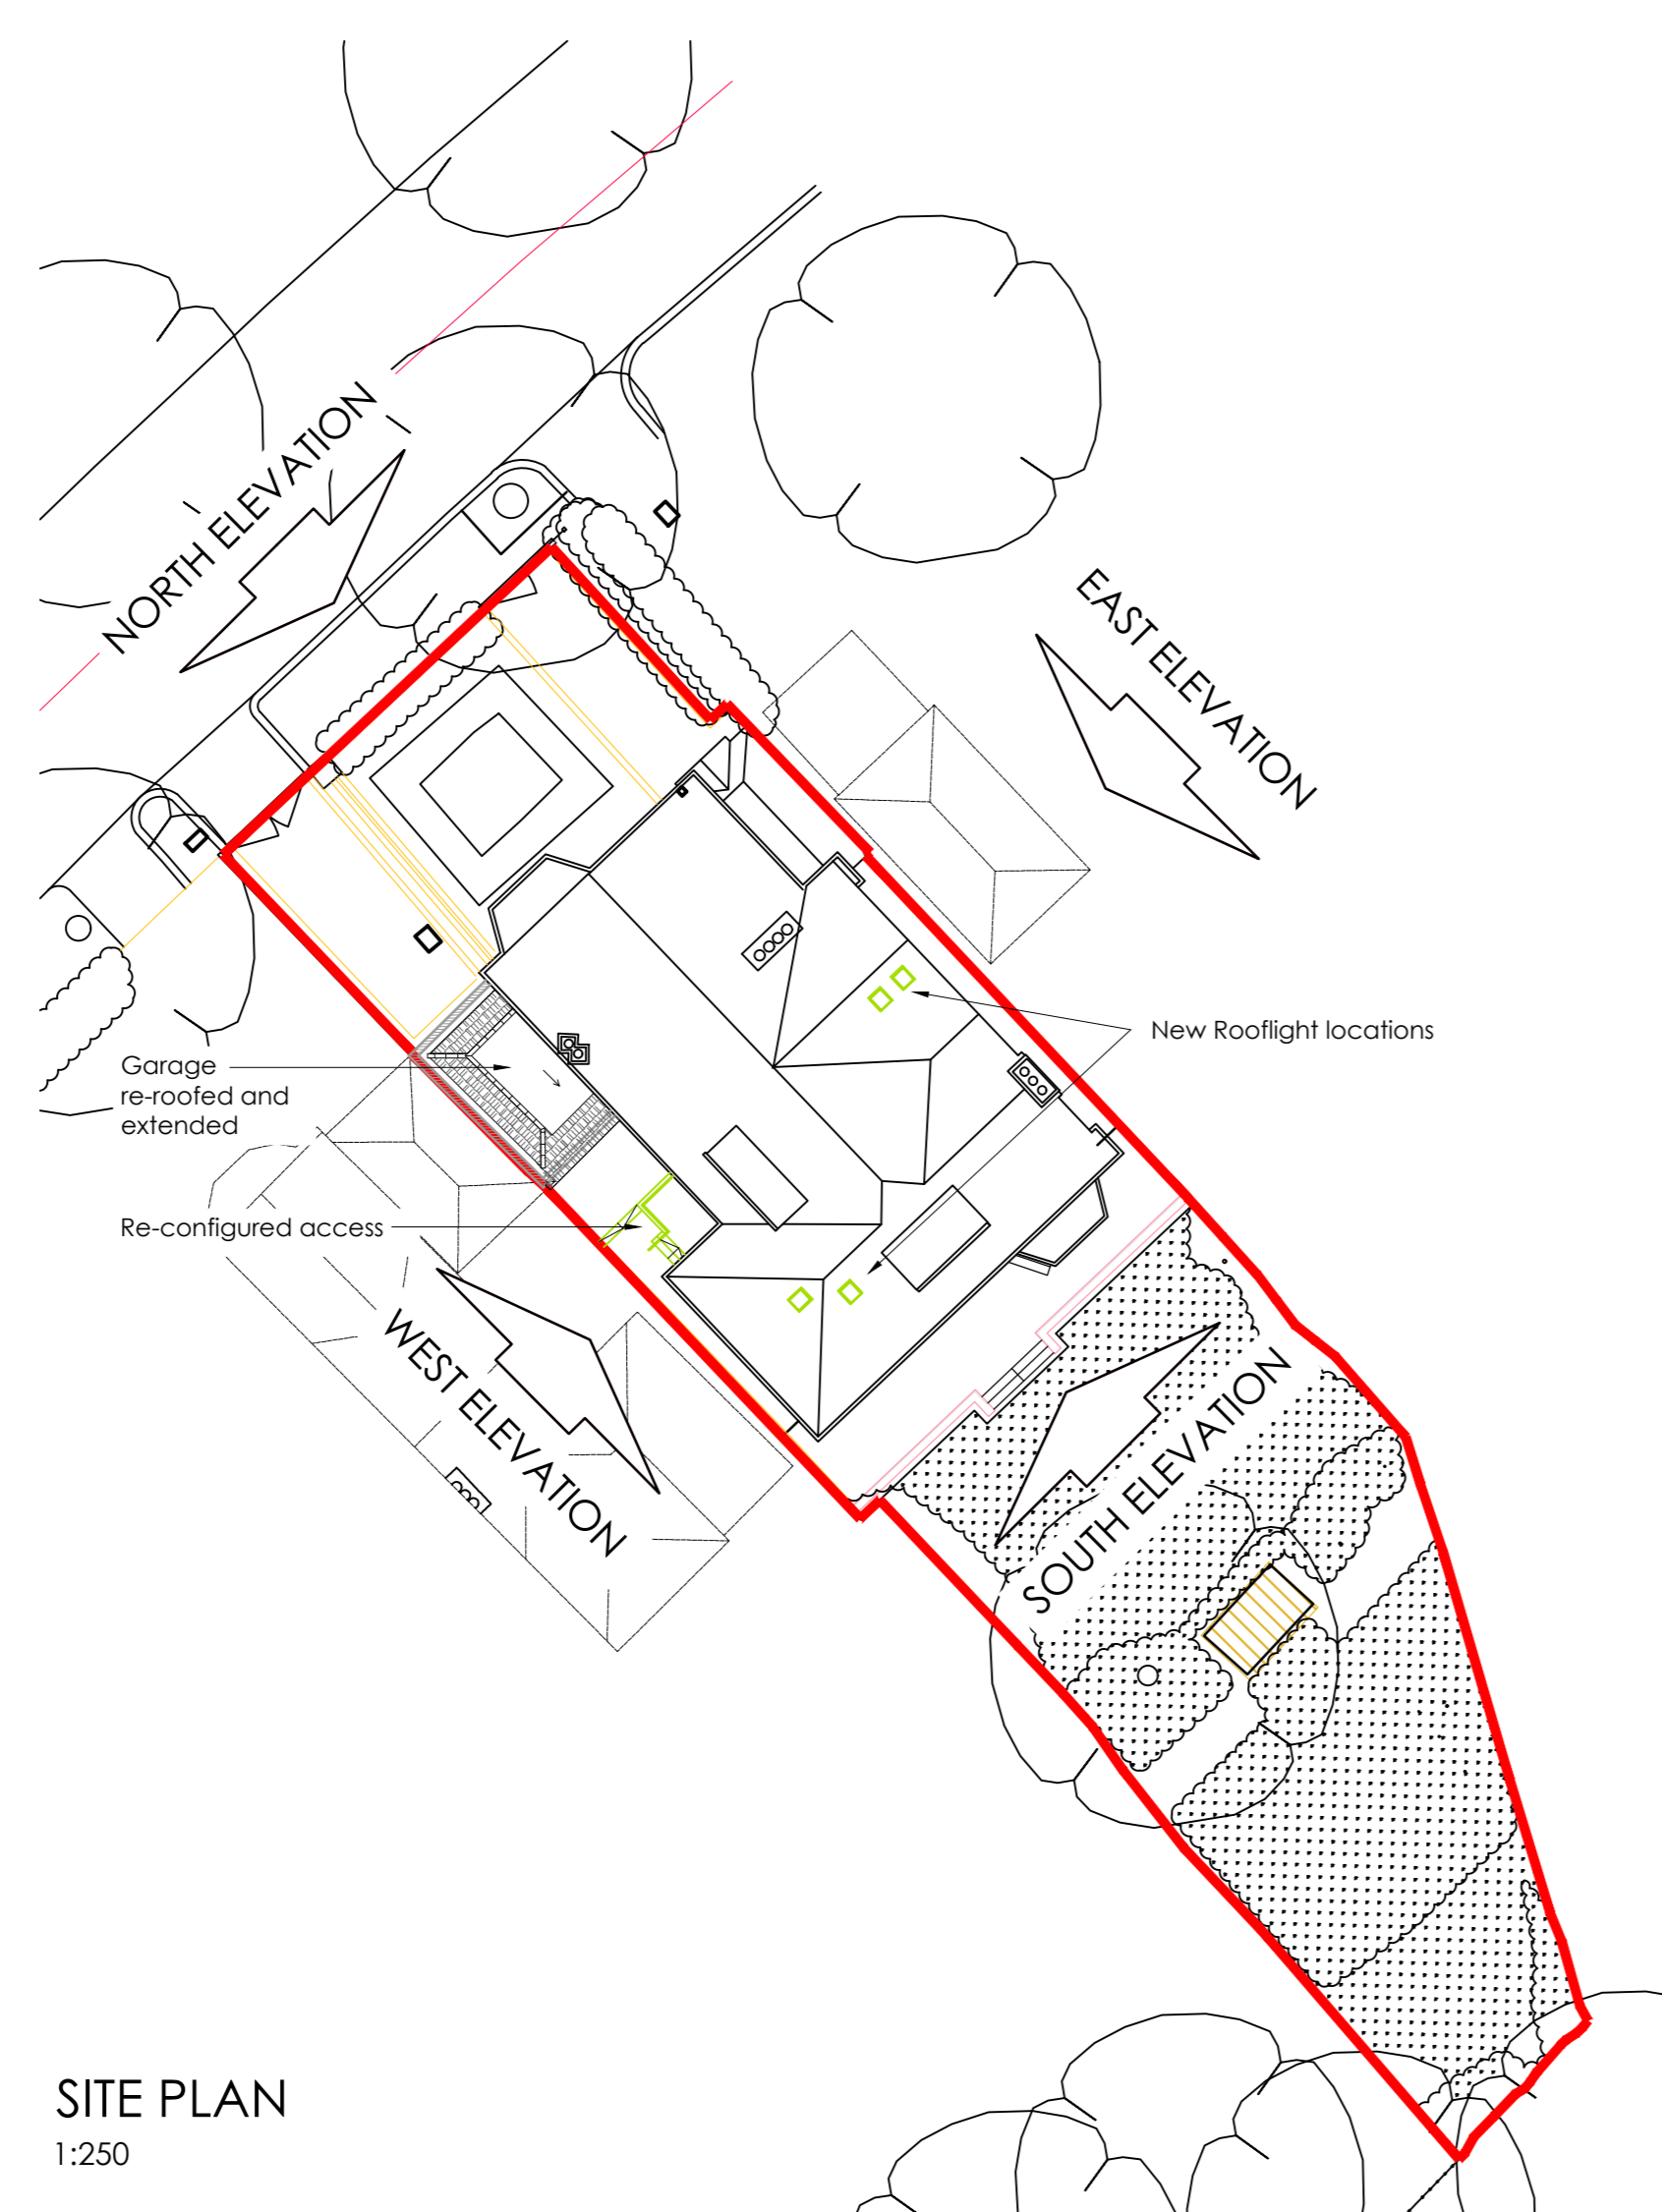 NORTH ELEVATION
EAST ELEVATION
New Rooflight locations
Garage
re-roofed and
extended
Re-configured access
WEST ELEVATION
SOUTH ELEVATION
SITE PLAN
1:250